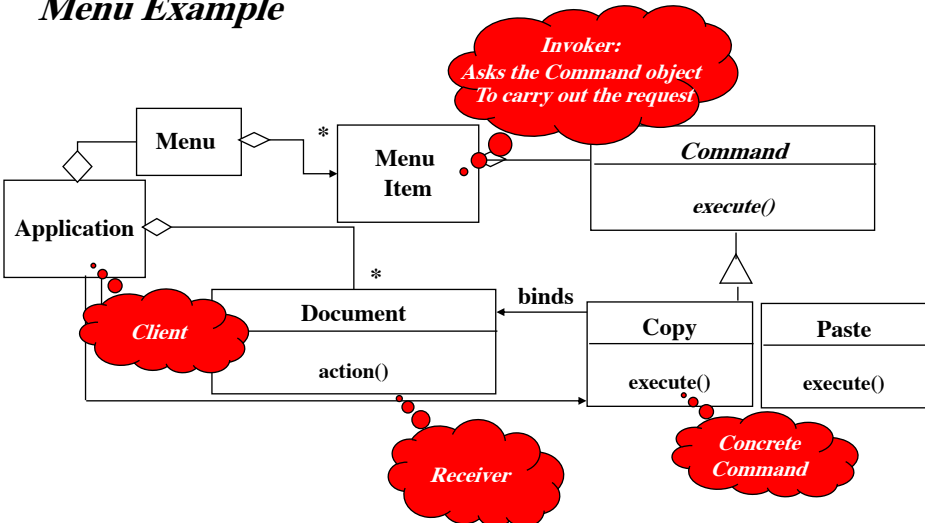 Menu Example
Invoker:
Asks the Command object
To carry out the request
Menu
*
Menu
Item
Command
execute()
Application
*
Document
action()
binds
Copy
execute()
Paste
execute()
Client
Receiver
Concrete
Command